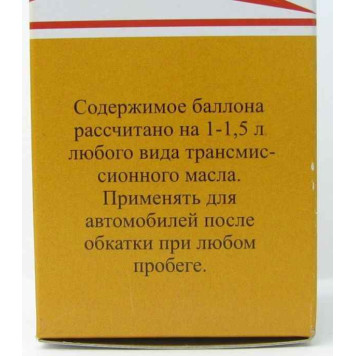 Содержимое баллона
рассчитано на 1-1,5 л
любого вида трансмис-
сионного масла.
Применять для
автомобилей после
обкатки при любом
пробеге.